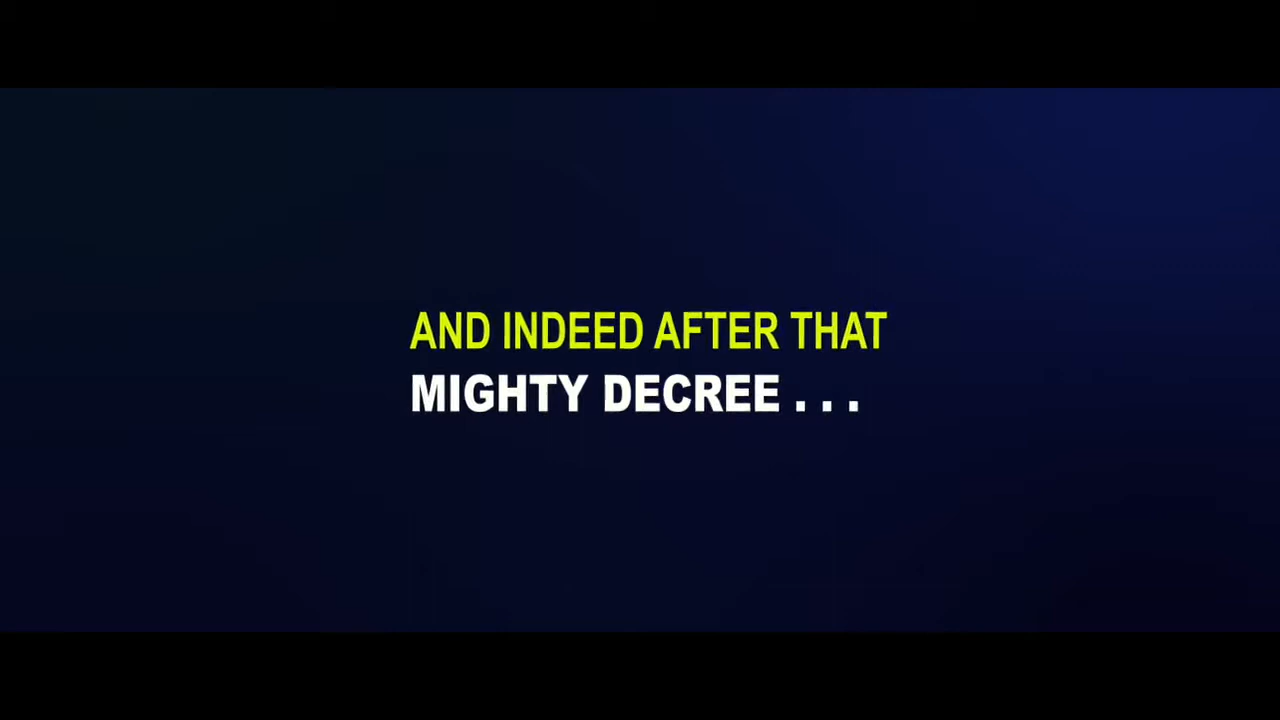 AND INDEED AFTER THAT
MIGHTY DECREE . . .